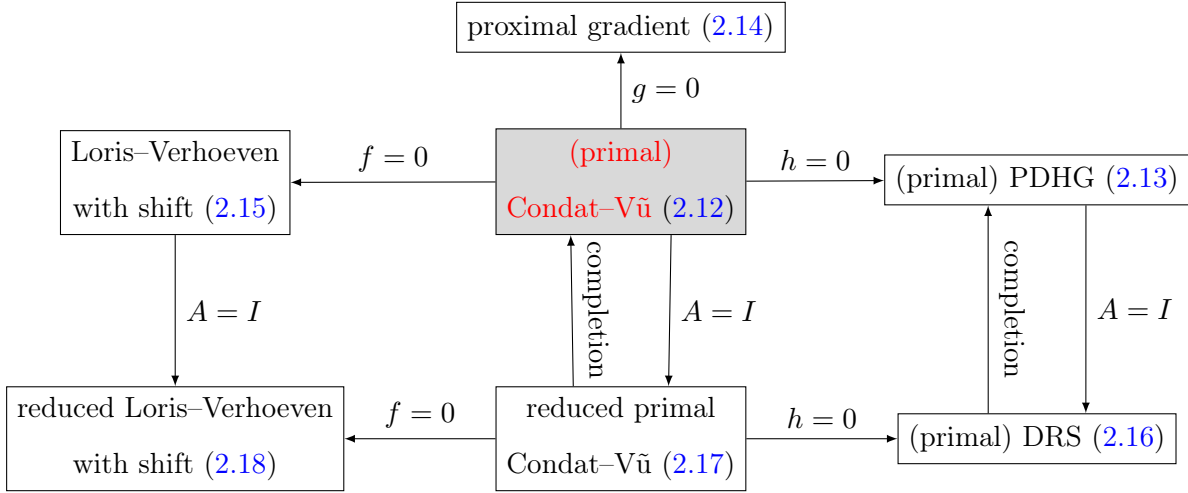 proximal gradient (2.14)
g = 0
Loris–Verhoeven
with shift (2.15)
f = 0
(primal)
Condat–Vũ (2.12)
h = 0
(primal) PDHG (2.13)
A = I
completion
A = I
completion
A = I
reduced Loris–Verhoeven
with shift (2.18)
f = 0
reduced primal
Condat–Vũ (2.17)
h = 0
(primal) DRS (2.16)